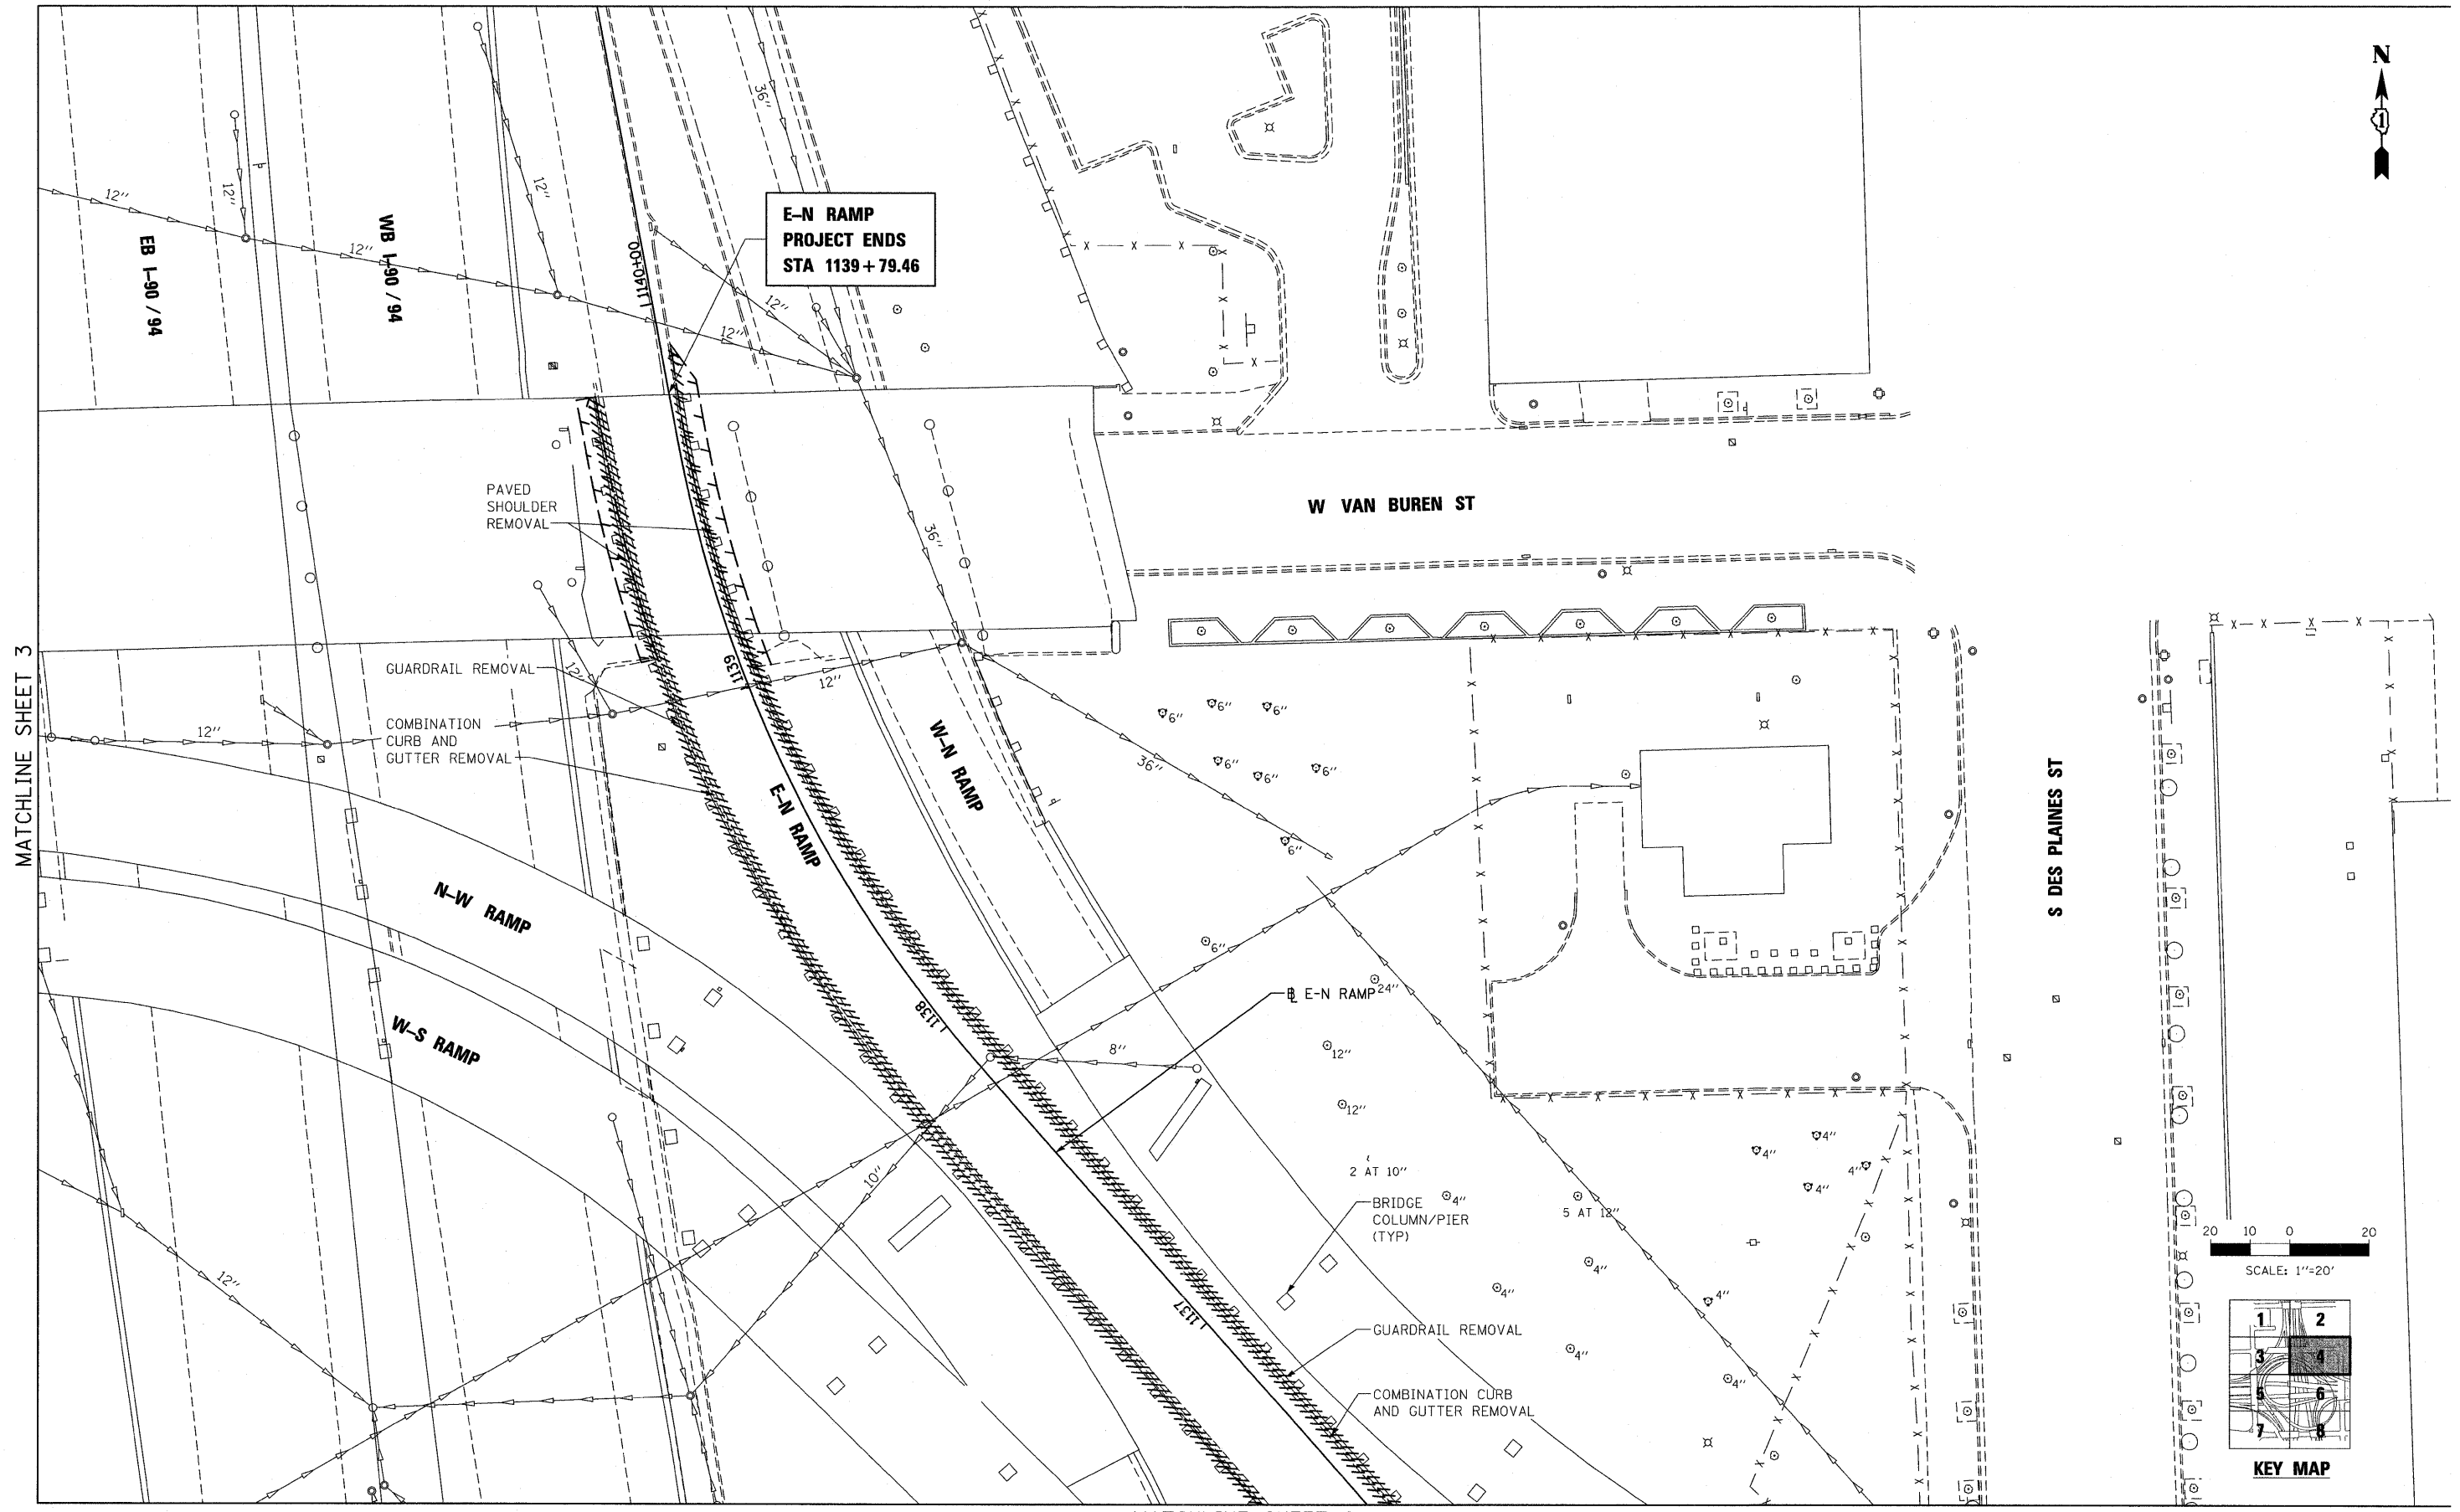 N
1
36"
12"
12"
12"
12"
E-N RAMP
PROJECT ENDS
STA 1139+79.46
EB I-90 / 94
WB I-90 / 94
1140+00
12"
12"
PAVED
SHOULDER
REMOVAL
W VAN BUREN ST
36"
MATCHLINE SHEET 3
GUARDRAIL REMOVAL
12"
1139
12"
COMBINATION
CURB AND
GUTTER REMOVAL
12"
W-N RAMP
E-N RAMP
6"
6"
6"
6"
6"
6"
36"
6"
S DES PLAINES ST
N-W RAMP
W-S RAMP
6"
1138
B E-N RAMP
24"
8"
12"
12"
2 AT 10"
10"
BRIDGE
COLUMN/PIER
(TYP)
4"
5 AT 12"
4"
4"
4"
4"
12"
4"
4"
4"
4"
4"
1137
GUARDRAIL REMOVAL
COMBINATION CURB
AND GUTTER REMOVAL
20 10 0 20
SCALE: 1"=20'
1 2
3 4
5 6
7 8
KEY MAP